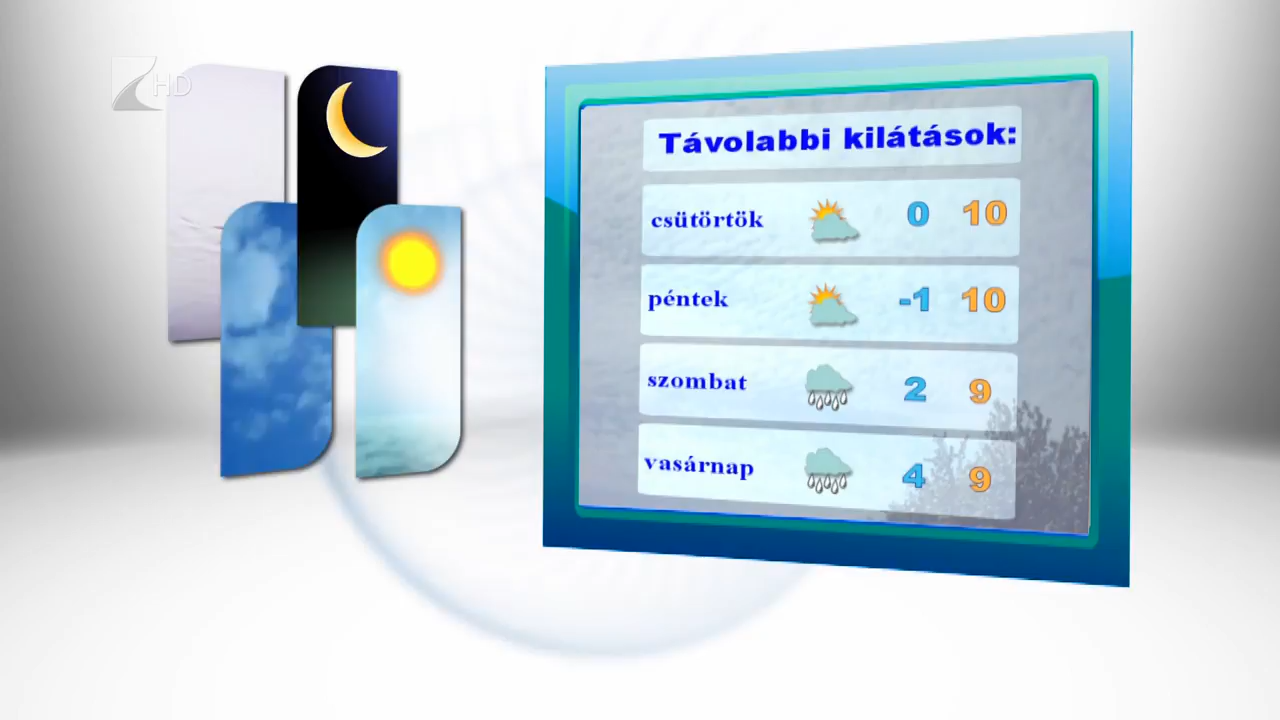 HD
Távolabbi kilátások:
csütörtök 0 10
péntek -1 10
szombat 2 9
vasárnap 4 9